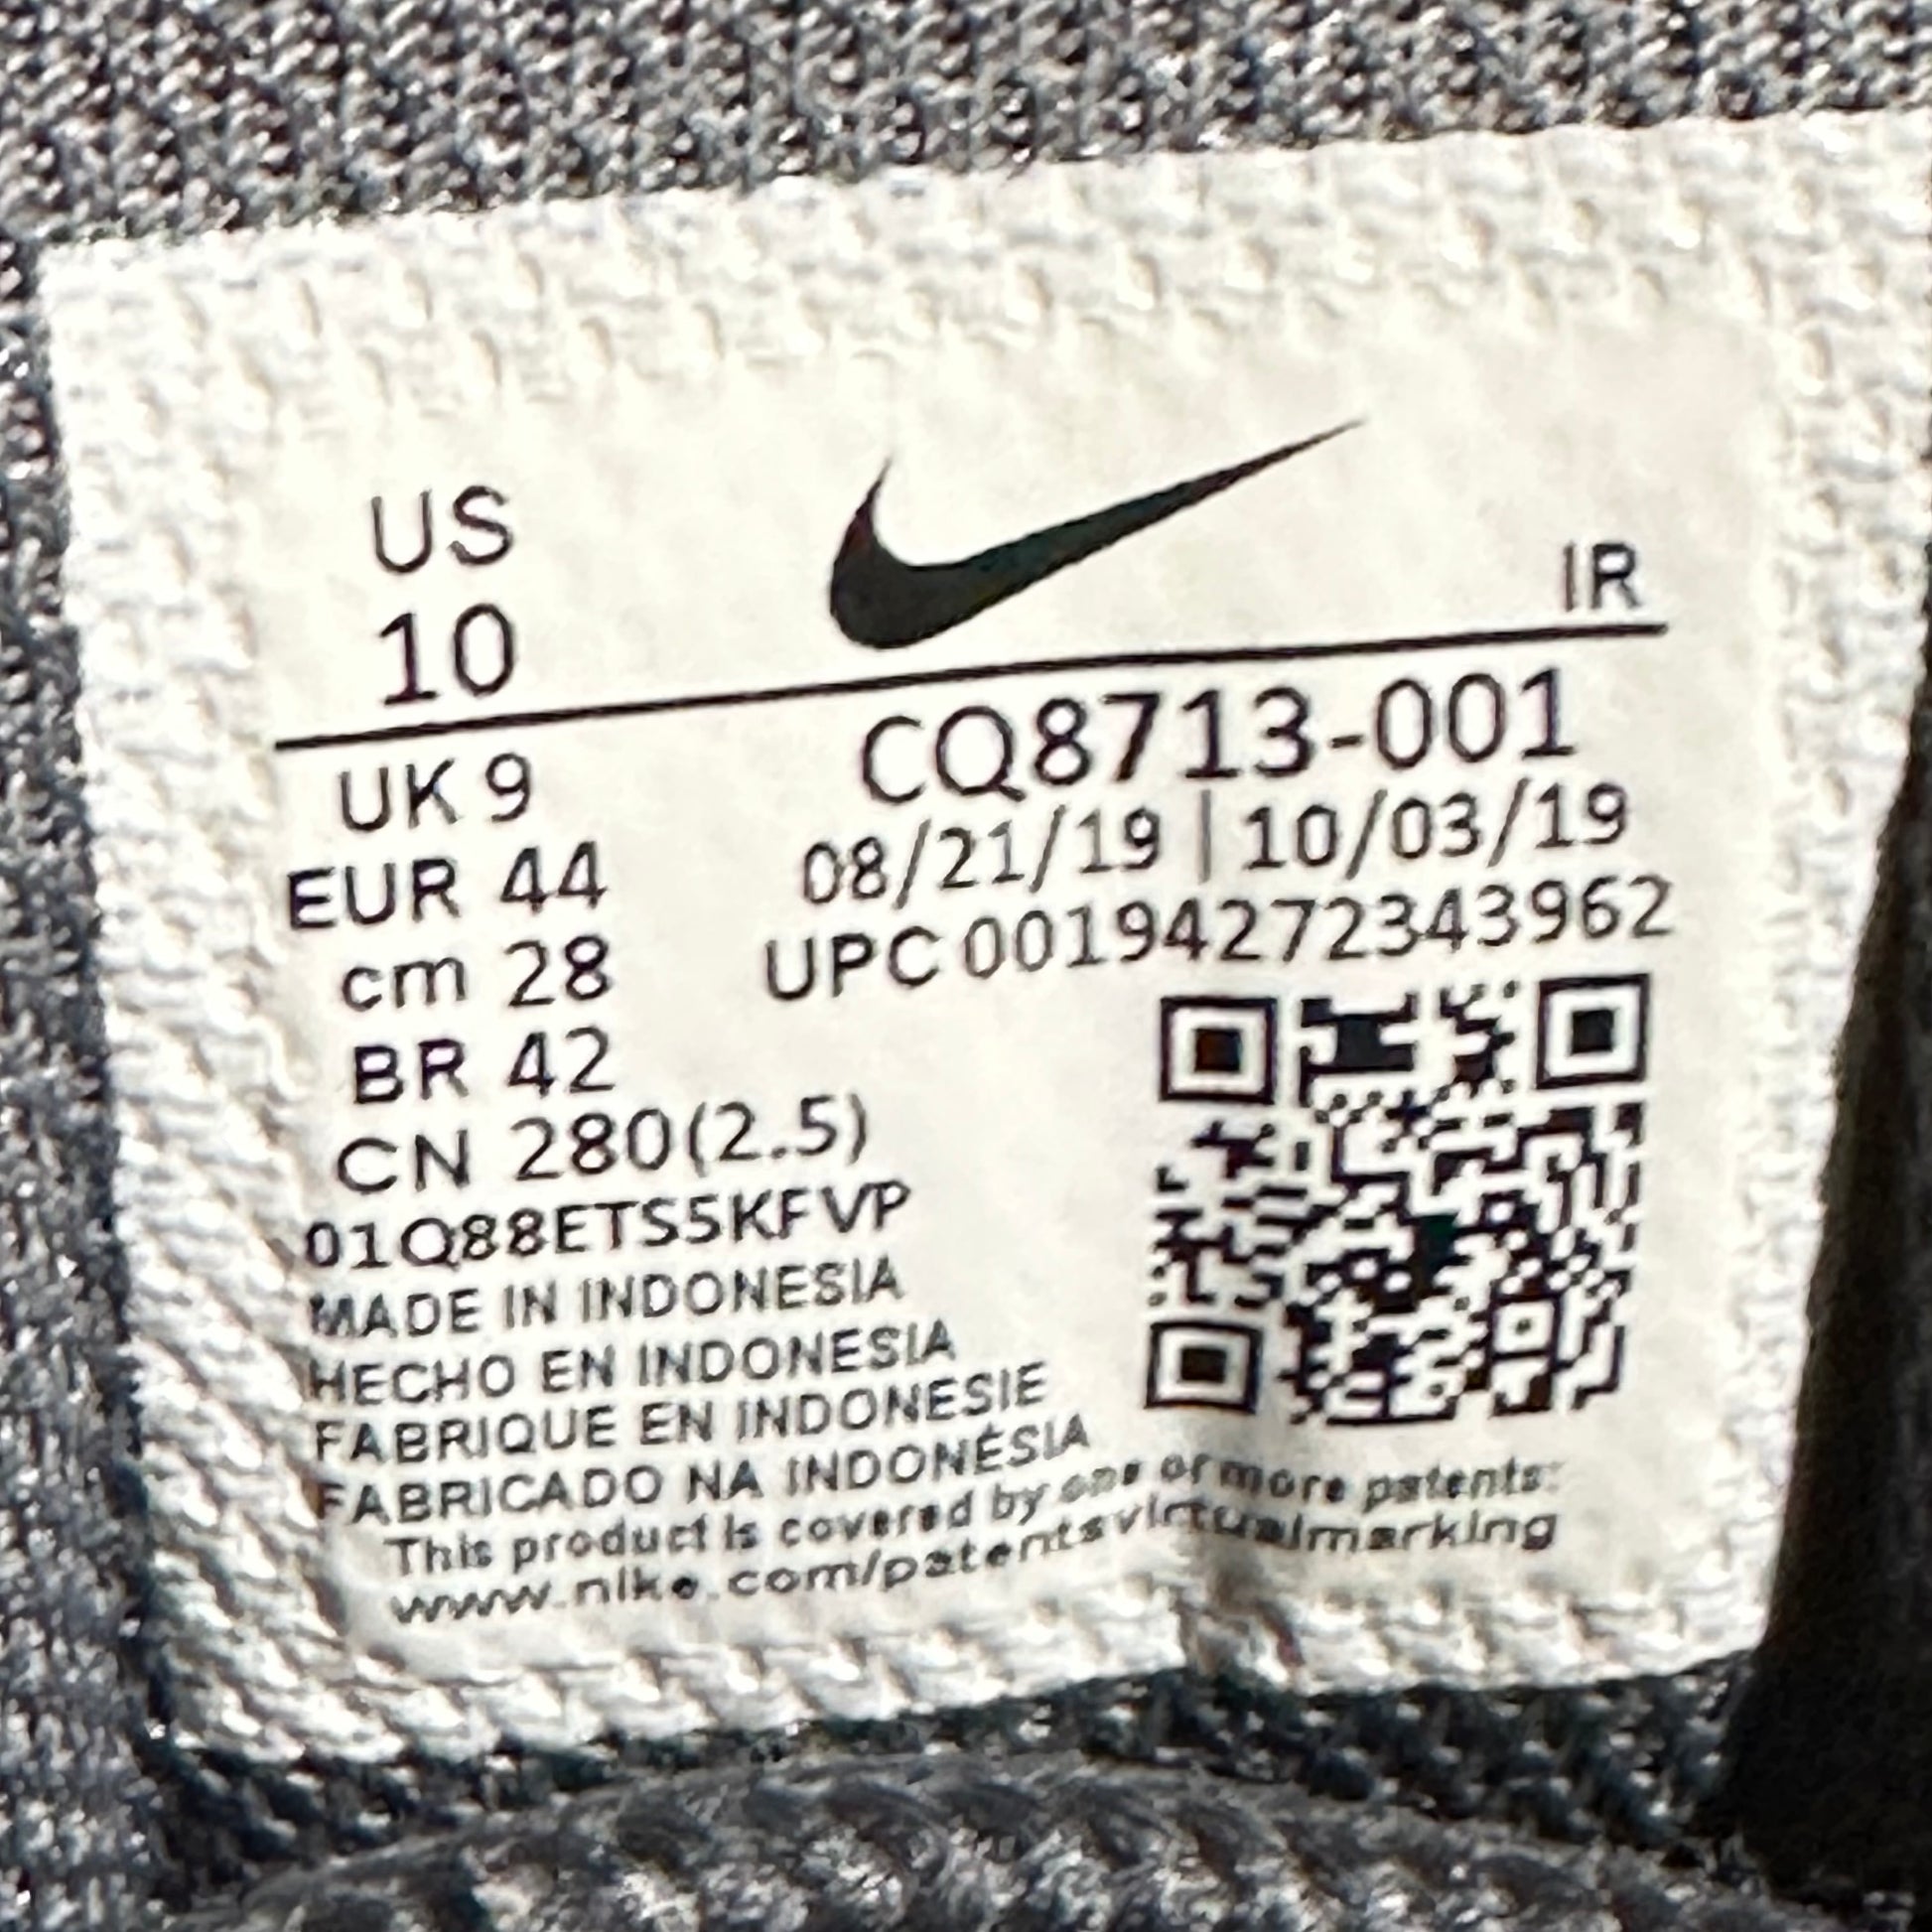 US
10
IR
UK 9
EUR 44
cm 28
BR 42
CN 280(2.5)
CQ8713-001
08/21/19 | 10/03/19
UPC 00194272343962
01Q88ETS5KFVP
MADE IN INDONESIA
HECHO EN INDONESIA
FABRIQUE EN INDONESIE
FABRICADO NA INDONÉSIA
This product is covered by one or more patents:
www.nike.com/patentsvirtualmarking